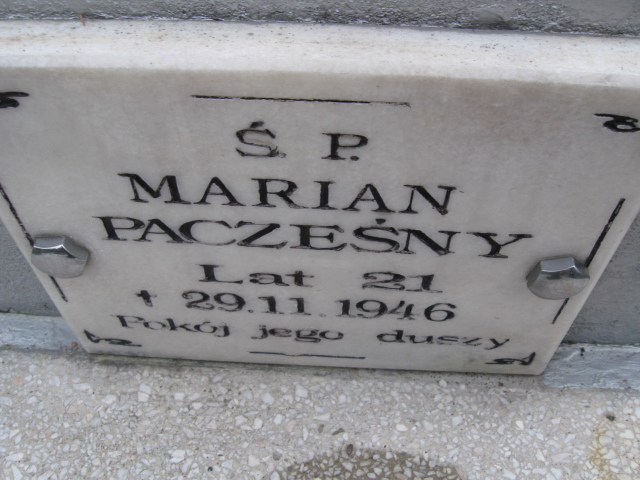 Ś. P.
MARIAN
PACZEŚNY
Lat 21
† 29.11.1946
Pokój jego duszy